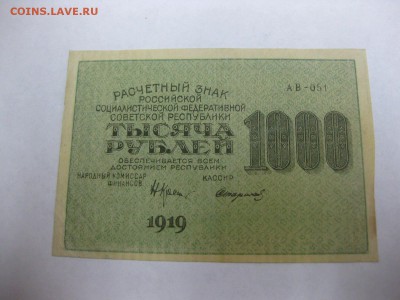 COINS.LAVE.RU
РАСЧЕТНЫЙ ЗНАК
РОССИЙСКОЙ
СОЦИАЛИСТИЧЕСКОЙ ФЕДЕРАТИВНОЙ
СОВЕТСКОЙ РЕСПУБЛИКИ
АВ-051
ТЫСЯЧА
РУБЛЕЙ
1000
ОБЕСПЕЧИВАЕТСЯ ВСЕМ
ДОСТОЯНИЕМ РЕСПУБЛИКИ
НАРОДНЫЙ КОМИССАР
ФИНАНСОВ
КАССИР
1919